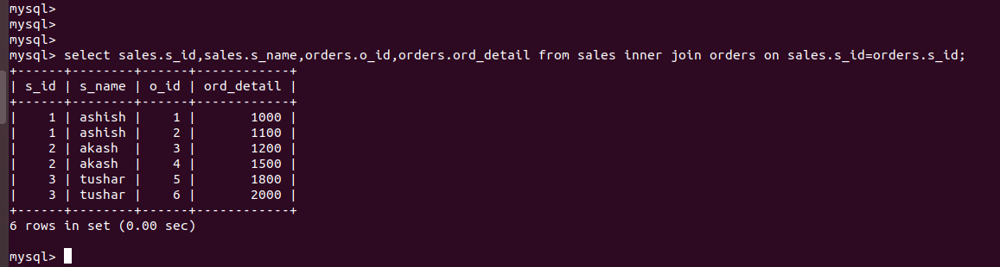 mysql>
mysql>
mysql>
mysql> select sales.s_id,sales.s_name,orders.o_id,orders.ord_detail from sales inner join orders on sales.s_id=orders.s_id;
+------+--------+------+------------+
| s_id | s_name | o_id | ord_detail |
+------+--------+------+------------+
|    1 | ashish |    1 |       1000 |
|    1 | ashish |    2 |       1100 |
|    2 | akash  |    3 |       1200 |
|    2 | akash  |    4 |       1500 |
|    3 | tushar |    5 |       1800 |
|    3 | tushar |    6 |       2000 |
+------+--------+------+------------+
6 rows in set (0.00 sec)
mysql>